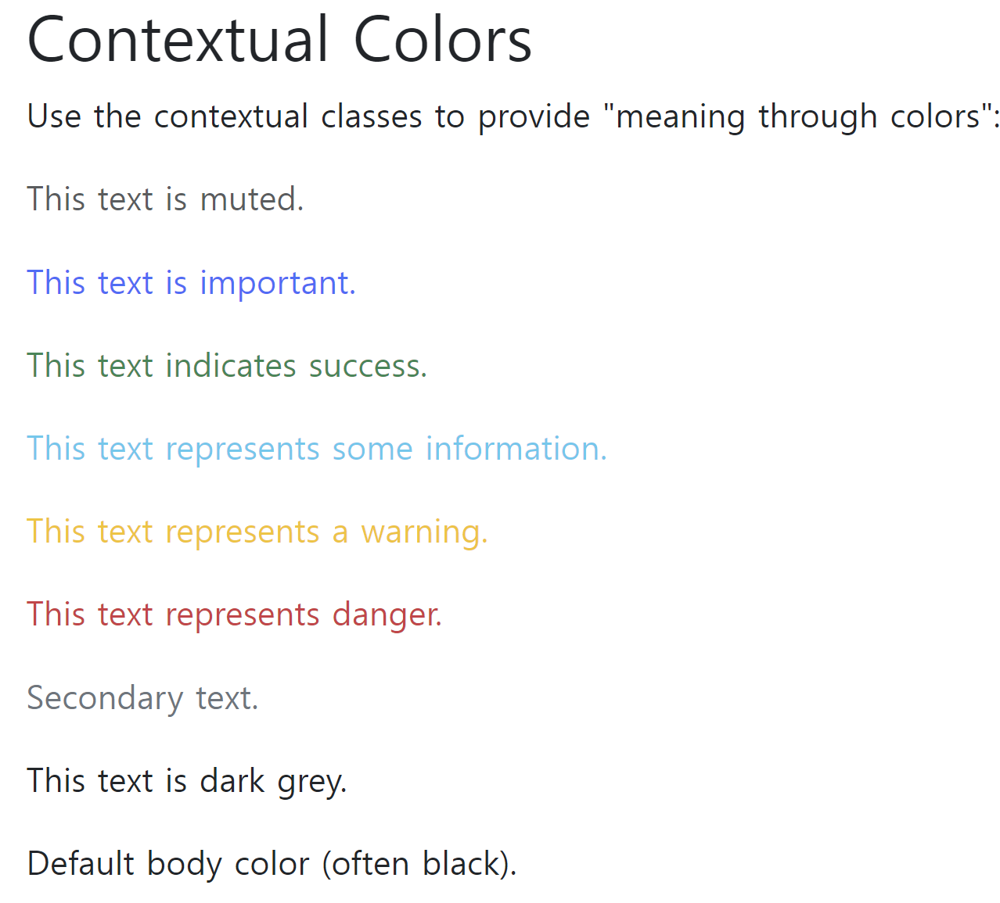 Contextual Colors
Use the contextual classes to provide "meaning through colors":
This text is muted.
This text is important.
This text indicates success.
This text represents some information.
This text represents a warning.
This text represents danger.
Secondary text.
This text is dark grey.
Default body color (often black).